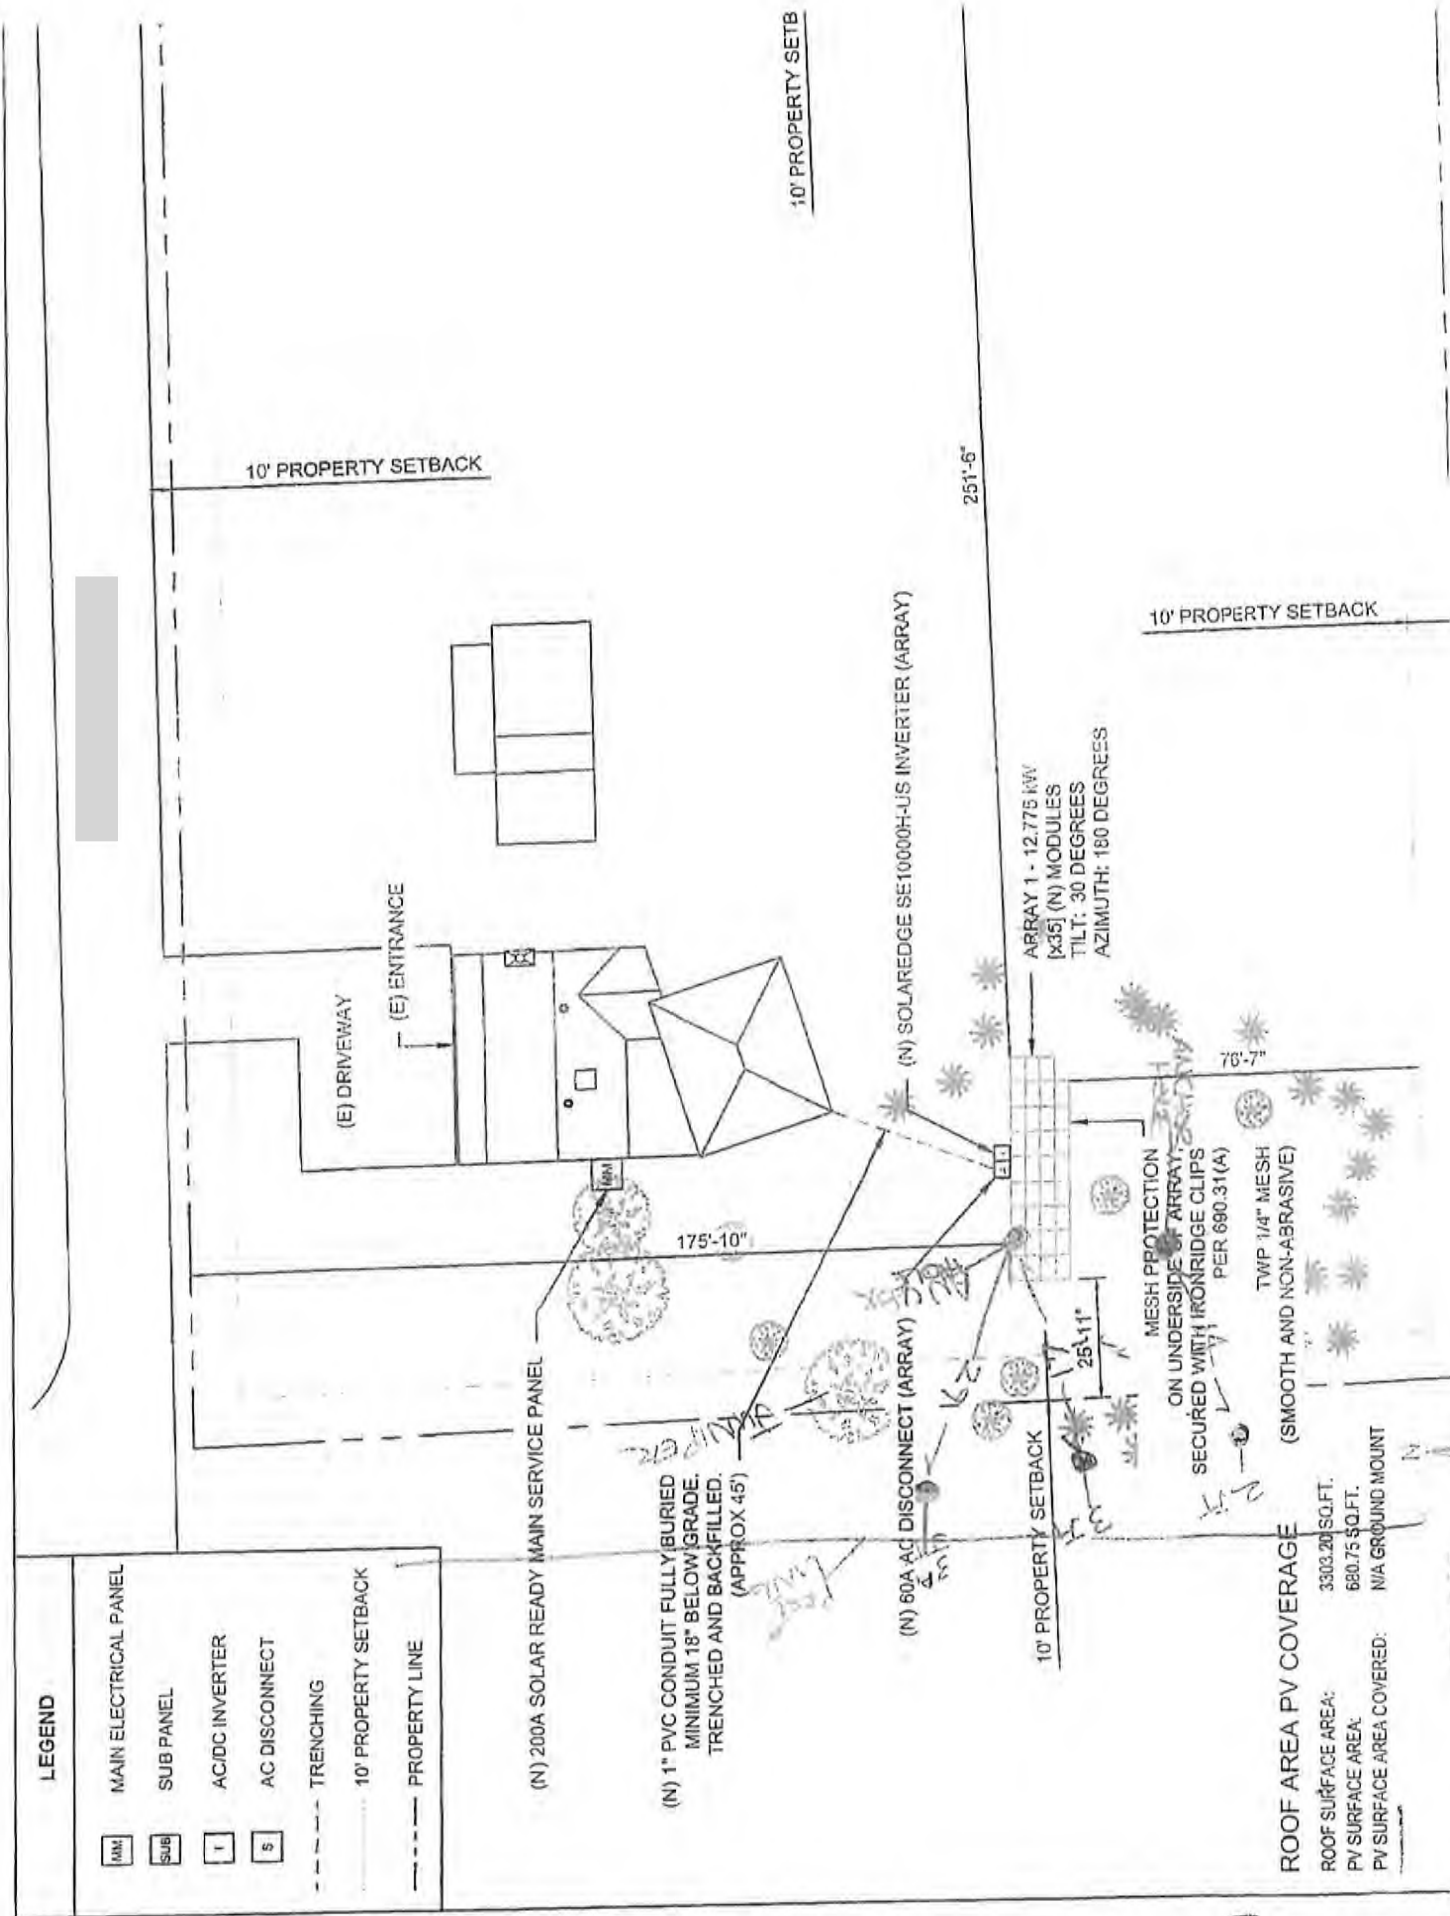 LEGEND
MM MAIN ELECTRICAL PANEL
SUB SUB PANEL
I AC/DC INVERTER
S AC DISCONNECT
TRENCHING
10' PROPERTY SETBACK
PROPERTY LINE
(N) 200A SOLAR READY MAIN SERVICE PANEL
(N) 1" PVC CONDUIT FULLY BURIED
MINIMUM 18" BELOW GRADE.
TRENCHED AND BACKFILLED.
(APPROX 45')
(N) 60A AC DISCONNECT (ARRAY)
10' PROPERTY SETBACK
175'-10"
MM
(E) DRIVEWAY
(E) ENTRANCE
10' PROPERTY SETBACK
10' PROPERTY SETB
(N) SOLAREDGE SE10000H-US INVERTER (ARRAY)
251'-6"
ARRAY 1 - 12.775 kW
[x35] (N) MODULES
TILT: 30 DEGREES
AZIMUTH: 180 DEGREES
10' PROPERTY SETBACK
76'-7"
25'-11"
MESH PROTECTION
ON UNDERSIDE OF ARRAY,
SECURED WITH IRONRIDGE CLIPS
PER 690.31(A)
TWP 1/4" MESH
(SMOOTH AND NON-ABRASIVE)
ROOF AREA PV COVERAGE
ROOF SURFACE AREA: 3303.20 SQ.FT.
PV SURFACE AREA: 680.75 SQ.FT.
PV SURFACE AREA COVERED: N/A GROUND MOUNT